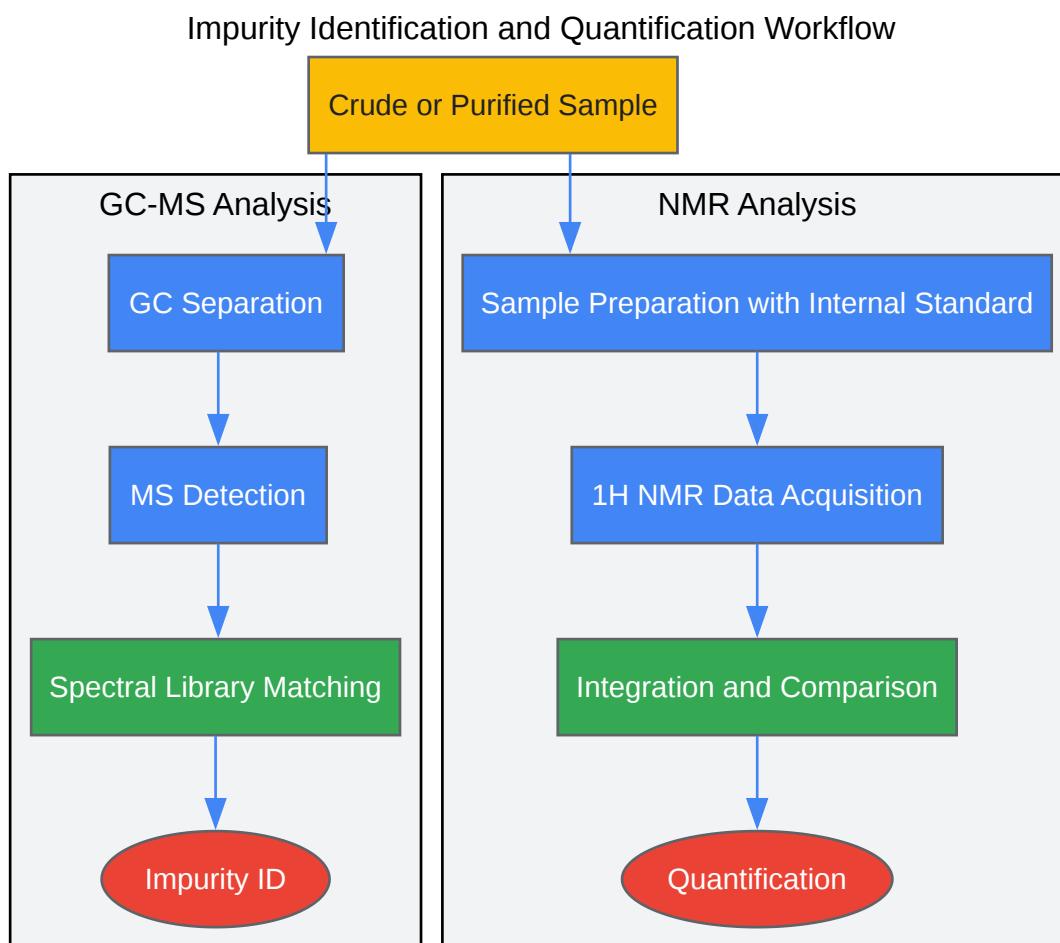 Impurity Identification and Quantification Workflow
Crude or Purified Sample
GC-MS Analysis
GC Separation
MS Detection
Spectral Library Matching
Impurity ID
NMR Analysis
Sample Preparation with Internal Standard
1H NMR Data Acquisition
Integration and Comparison
Quantification